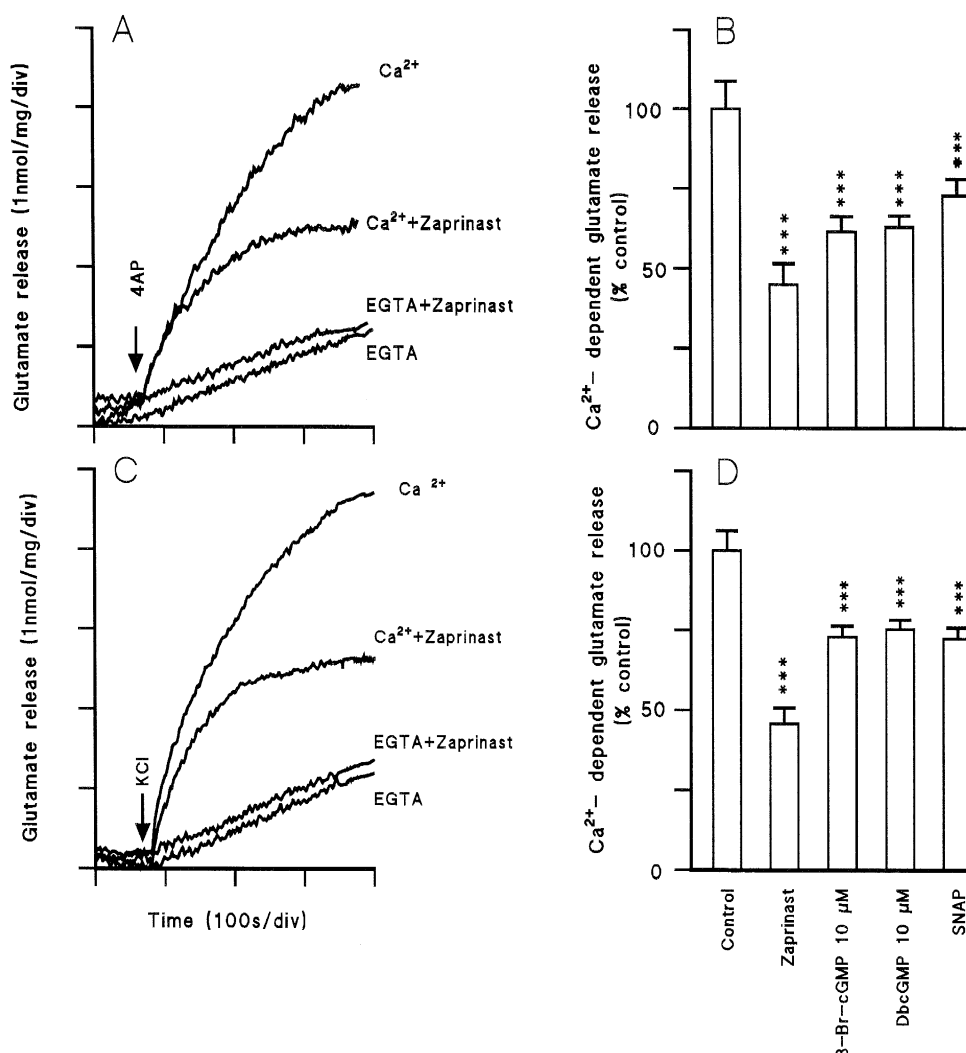 A
Glutamate release (1nmol/mg/div)
Ca²⁺
Ca²⁺+Zaprinast
4AP
EGTA+Zaprinast
EGTA
B
Ca²⁺− dependent glutamate release
(% control)
100
50
0
***
***
***
***
C
Glutamate release (1nmol/mg/div)
Ca ²⁺
Ca²⁺+Zaprinast
KCl
EGTA+Zaprinast
EGTA
Time (100s/div)
D
Ca²⁺− dependent glutamate release
(% control)
100
50
0
***
***
***
***
Control
Zaprinast
-Br-cGMP 10 µM
DbcGMP 10 µM
SNAP